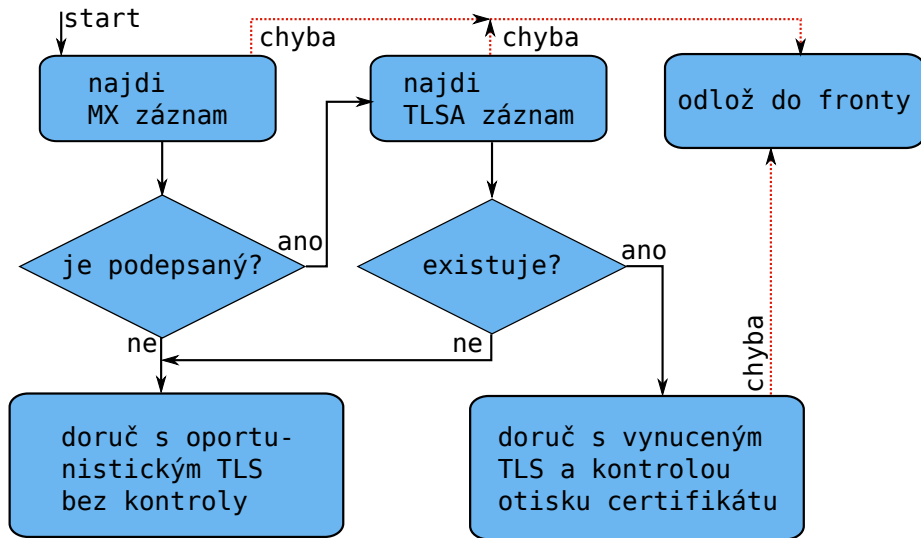 start
chyba
chyba
najdi
MX záznam
najdi
TLSA záznam
odlož do fronty
je podepsaný?
ano
existuje?
ano
ne
ne
chyba
doruč s oportu-
nistickým TLS
bez kontroly
doruč s vynuceným
TLS a kontrolou
otisku certifikátu